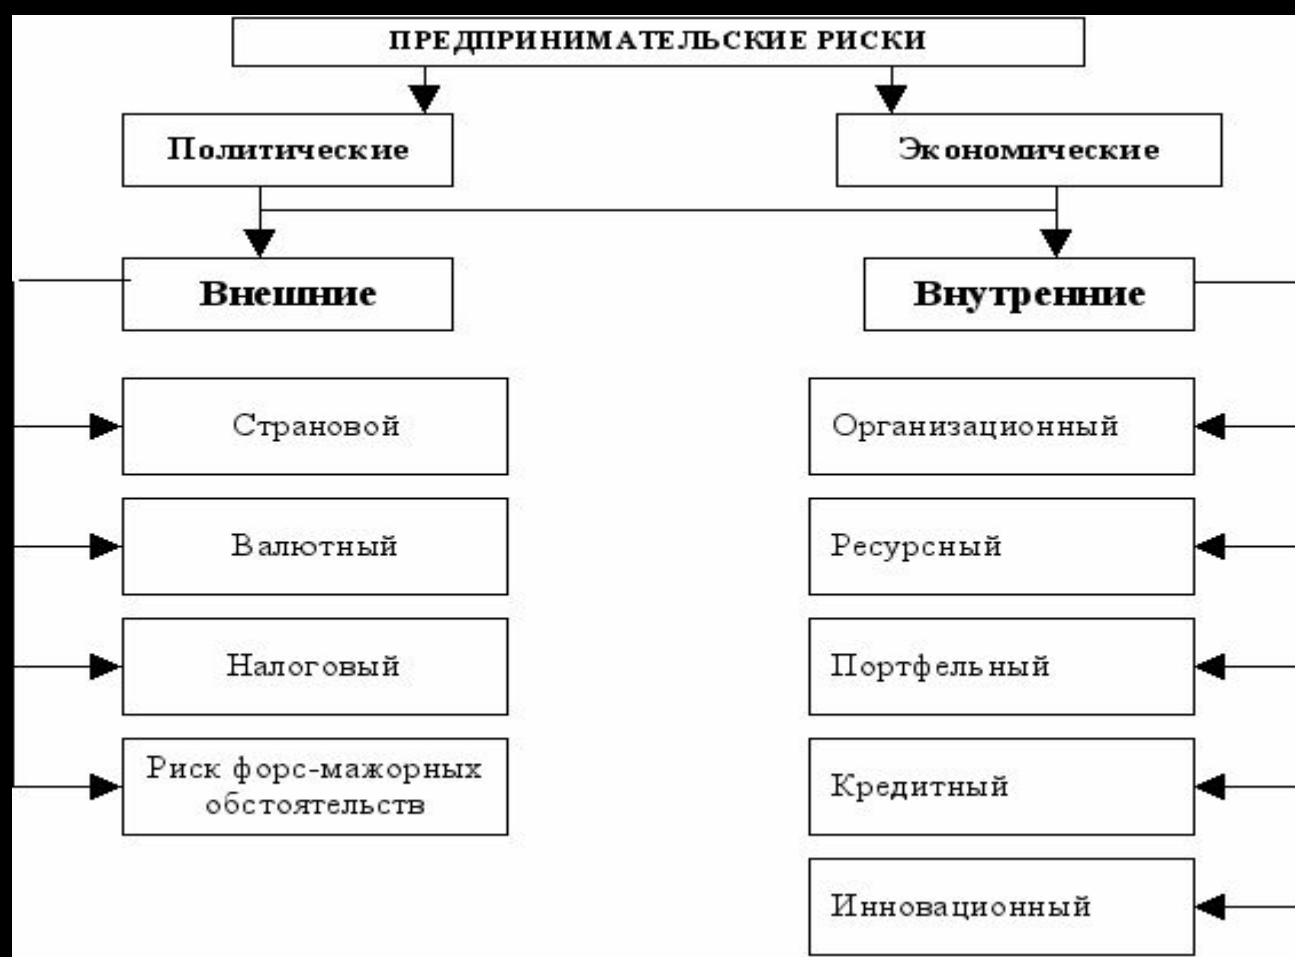 ПРЕДПРИНИМАТЕЛЬСКИЕ РИСКИ
Политические
Экономические
Внешние
Внутренние
Страновой
Организационный
Валютный
Ресурсный
Налоговый
Портфельный
Риск форс-мажорных
обстоятельств
Кредитный
Инновационный